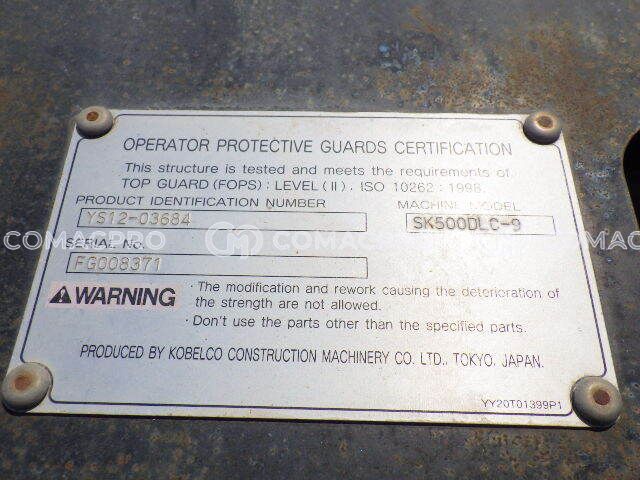 OPERATOR PROTECTIVE GUARDS CERTIFICATION
This structure is tested and meets the requirements of
TOP GUARD (FOPS) : LEVEL (II), ISO 10262 : 1998.
PRODUCT IDENTIFICATION NUMBER MACHINE MODEL
YS12-03684 SK500DLC-9
COMACPRO COMACPRO COMACPRO
SERIAL No.
FG008371
WARNING
· The modification and rework causing the deterioration of
the strength are not allowed.
· Don't use the parts other than the specified parts.
PRODUCED BY KOBELCO CONSTRUCTION MACHINERY CO. LTD., TOKYO, JAPAN.
YY20T01399P1